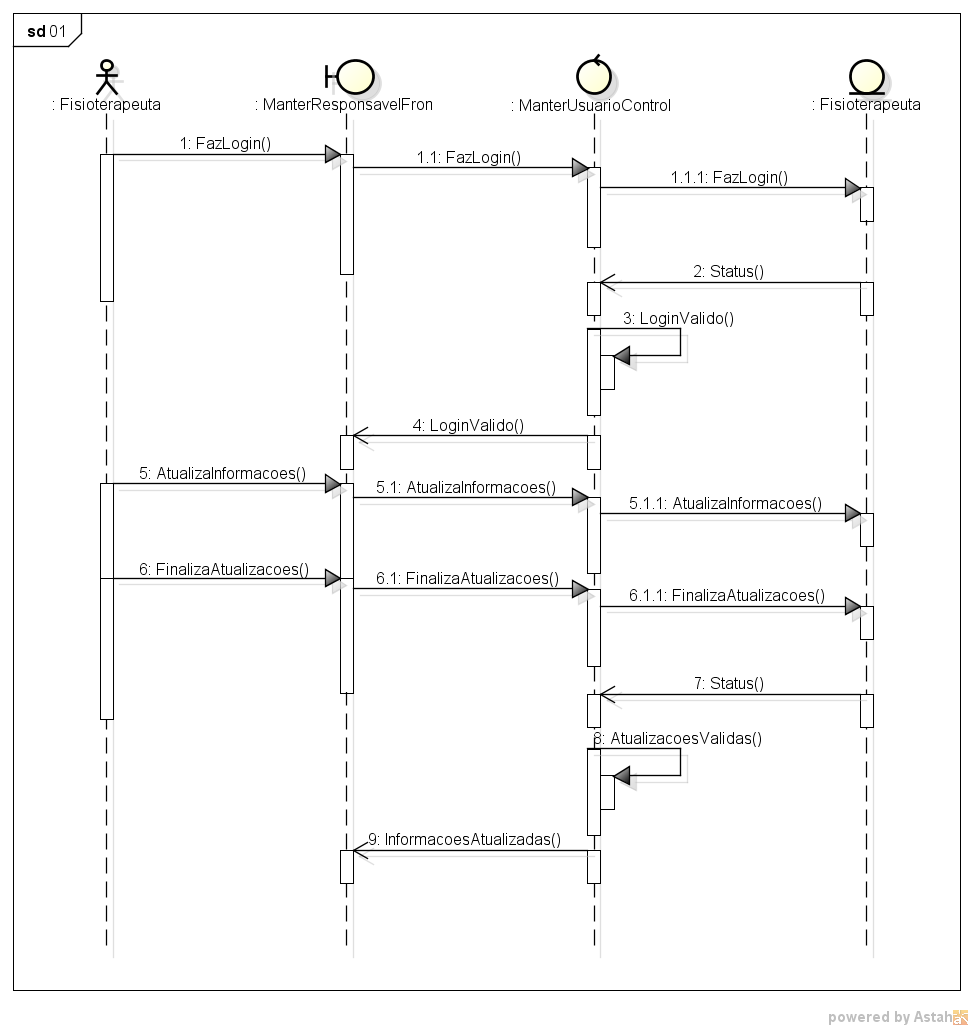 sd 01
: Fisioterapeuta
: ManterResponsavelFron
: ManterUsuarioControl
: Fisioterapeuta
1: FazLogin()
1.1: FazLogin()
1.1.1: FazLogin()
2: Status()
3: LoginValido()
4: LoginValido()
5: AtualizaInformacoes()
5.1: AtualizaInformacoes()
5.1.1: AtualizaInformacoes()
6: FinalizaAtualizacoes()
6.1: FinalizaAtualizacoes()
6.1.1: FinalizaAtualizacoes()
7: Status()
8: AtualizacoesValidas()
9: InformacoesAtualizadas()
powered by Astah